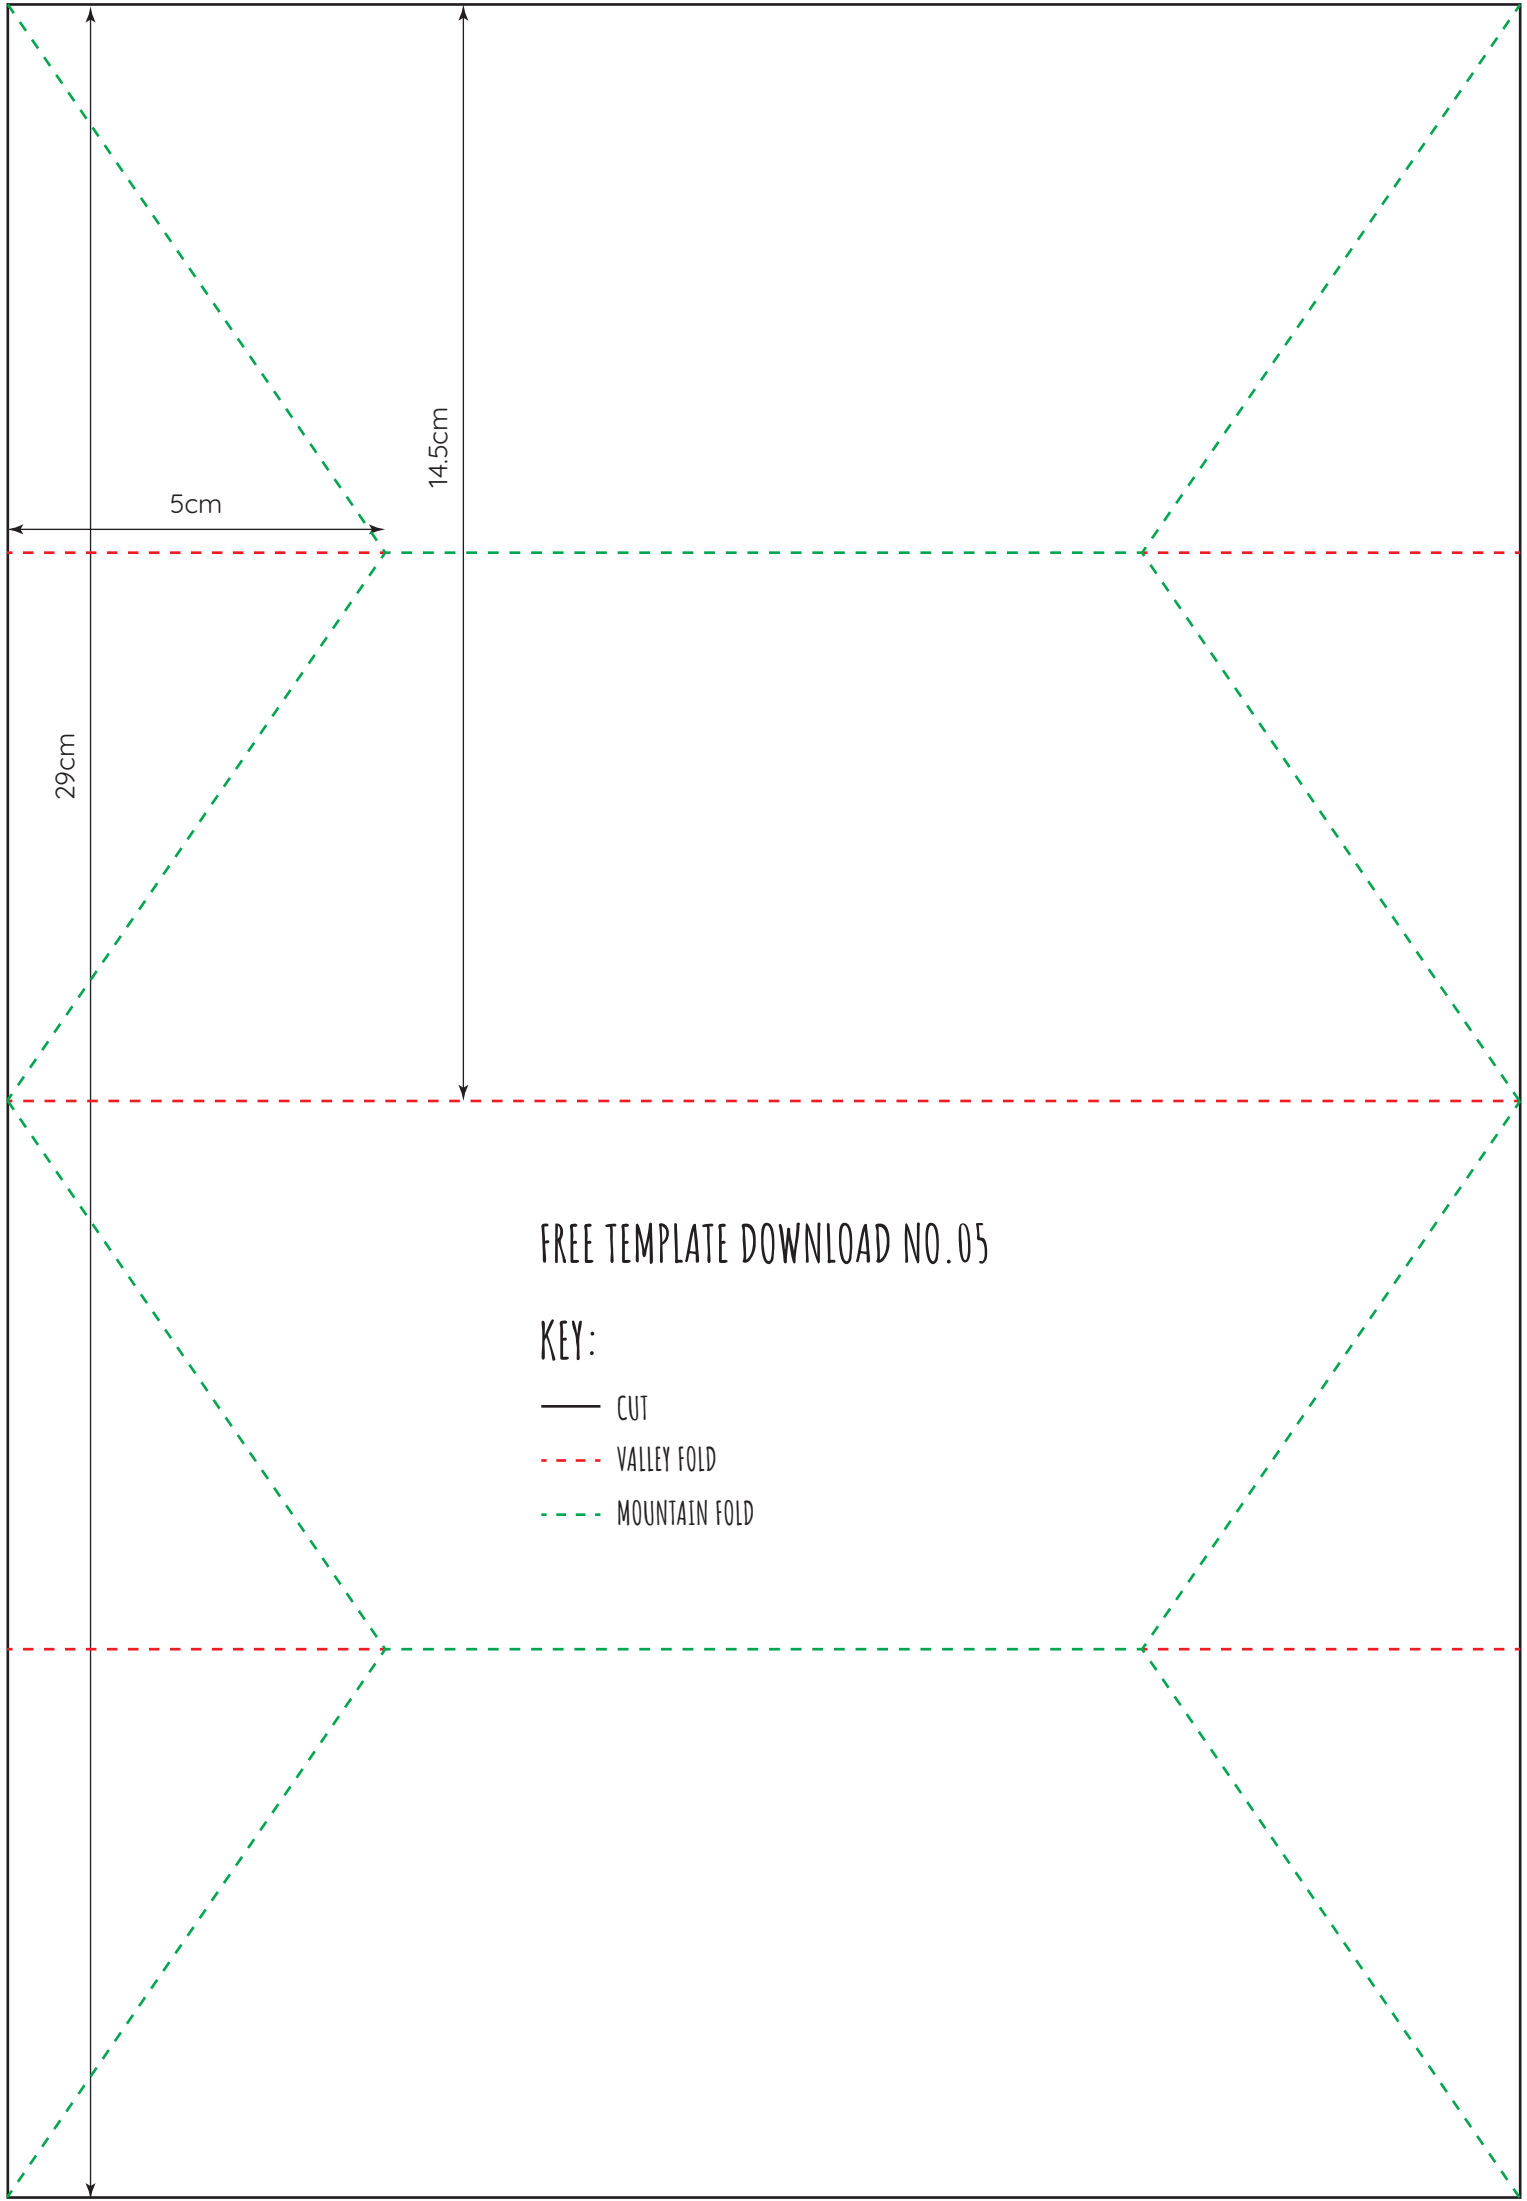 14.5cm
5cm
29cm
FREE TEMPLATE DOWNLOAD NO.05
KEY:
CUT
VALLEY FOLD
MOUNTAIN FOLD